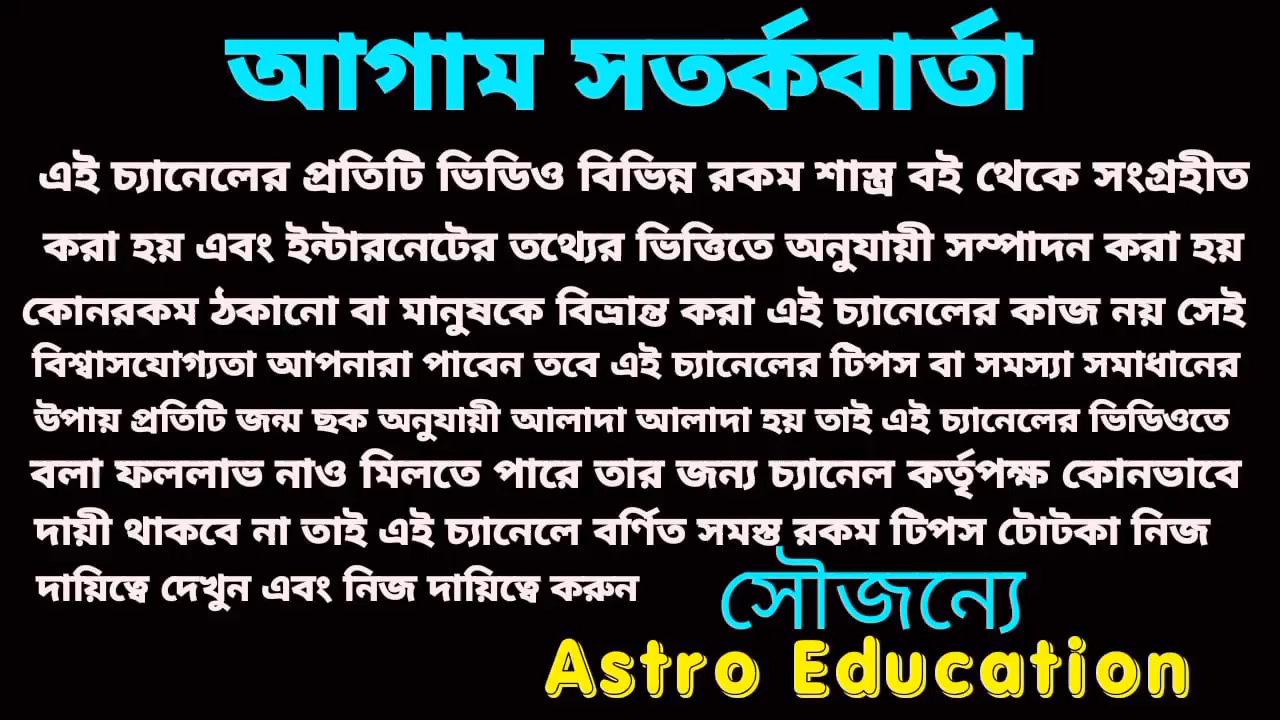 আগাম সতর্কবার্তা
এই চ্যানেলের প্রতিটি ভিডিও বিভিন্ন রকম শাস্ত্র বই থেকে সংগ্রহীত
করা হয় এবং ইন্টারনেটের তথ্যের ভিত্তিতে অনুযায়ী সম্পাদন করা হয়
কোনরকম ঠকানো বা মানুষকে বিভ্রান্ত করা এই চ্যানেলের কাজ নয় সেই
বিশ্বাসযোগ্যতা আপনারা পাবেন তবে এই চ্যানেলের টিপস বা সমস্যা সমাধানের
উপায় প্রতিটি জন্ম ছক অনুযায়ী আলাদা আলাদা হয় তাই এই চ্যানেলের ভিডিওতে
বলা ফললাভ নাও মিলতে পারে তার জন্য চ্যানেল কর্তৃপক্ষ কোনভাবে
দায়ী থাকবে না তাই এই চ্যানেলে বর্ণিত সমস্ত রকম টিপস টোটকা নিজ
দায়িত্বে দেখুন এবং নিজ দায়িত্বে করুন
সৌজন্যে
Astro Education